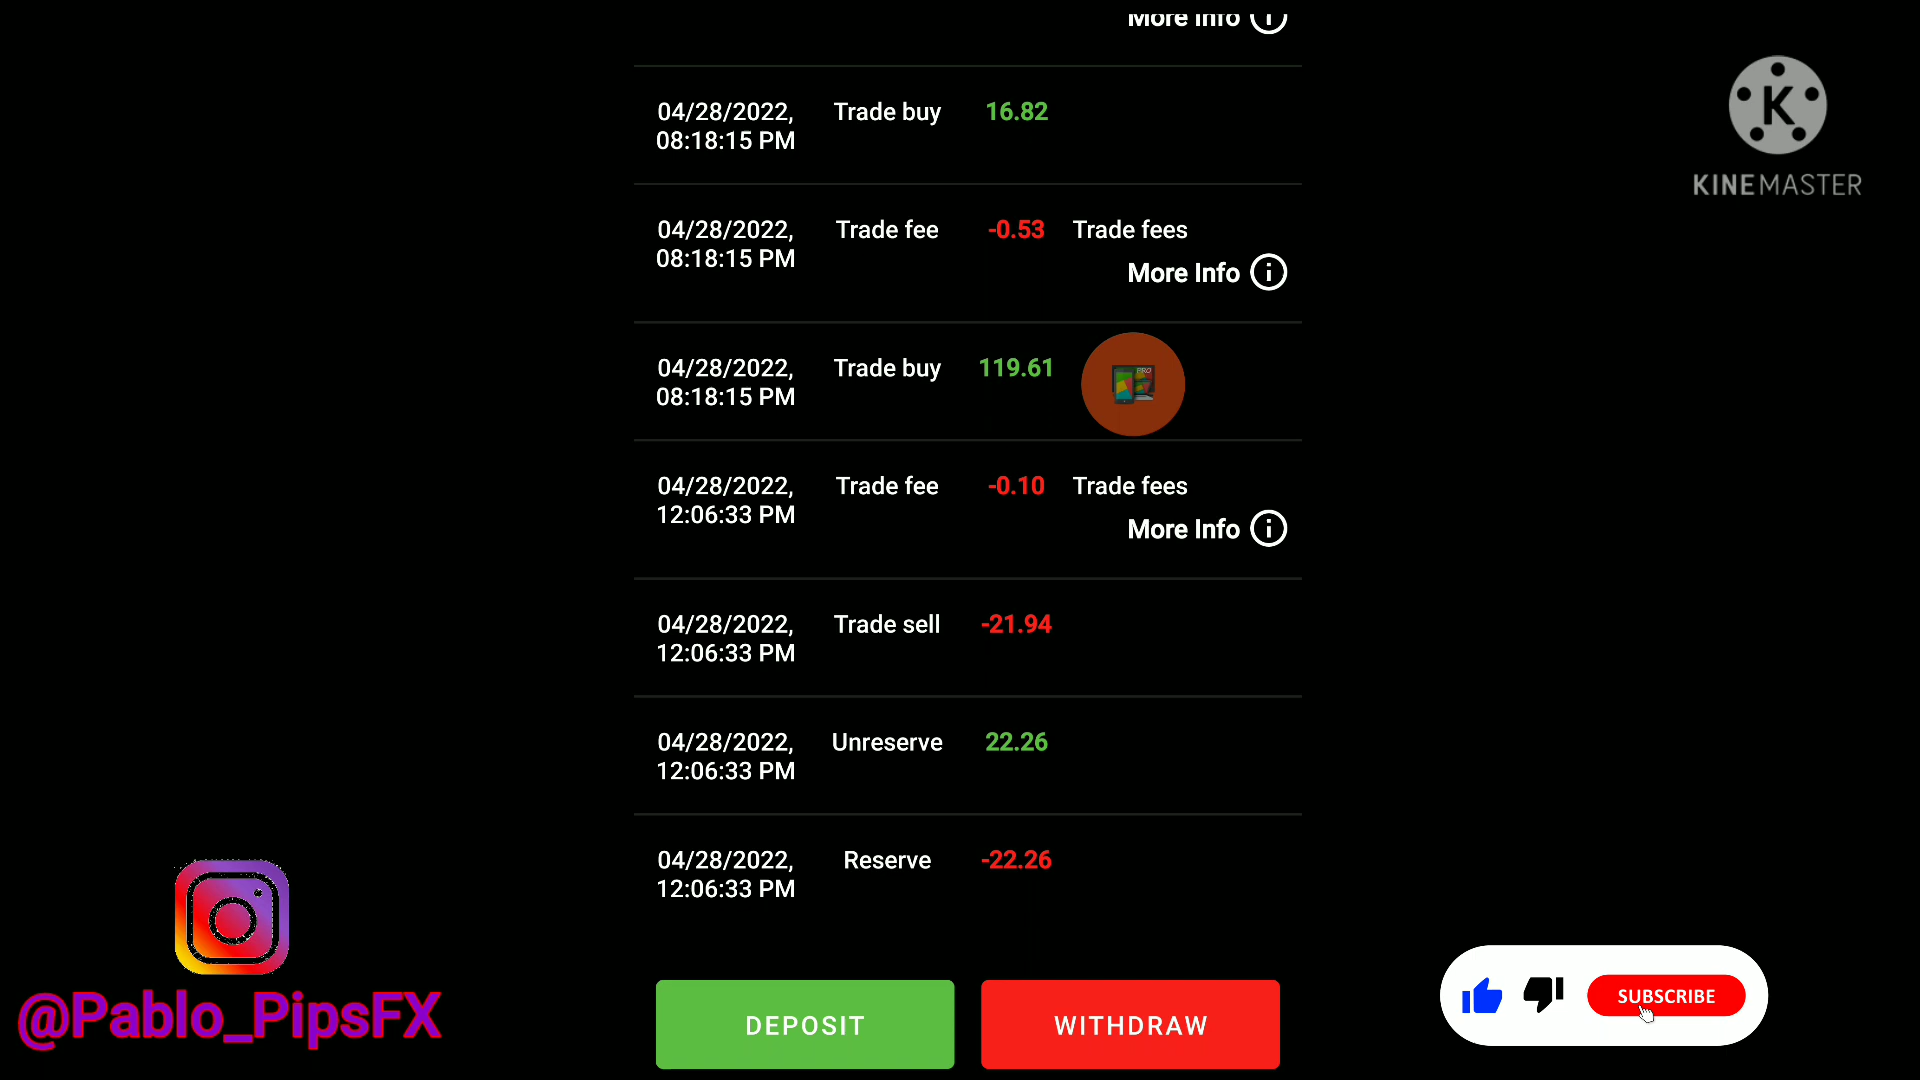 More Info
04/28/2022, Trade buy 16.82
08:18:15 PM
KINEMASTER
04/28/2022, Trade fee -0.53 Trade fees
08:18:15 PM
More Info
04/28/2022, Trade buy 119.61
08:18:15 PM
PRO
04/28/2022, Trade fee -0.10 Trade fees
12:06:33 PM
More Info
04/28/2022, Trade sell -21.94
12:06:33 PM
04/28/2022, Unreserve 22.26
12:06:33 PM
04/28/2022, Reserve -22.26
12:06:33 PM
@Pablo_PipsFX
DEPOSIT WITHDRAW
SUBSCRIBE